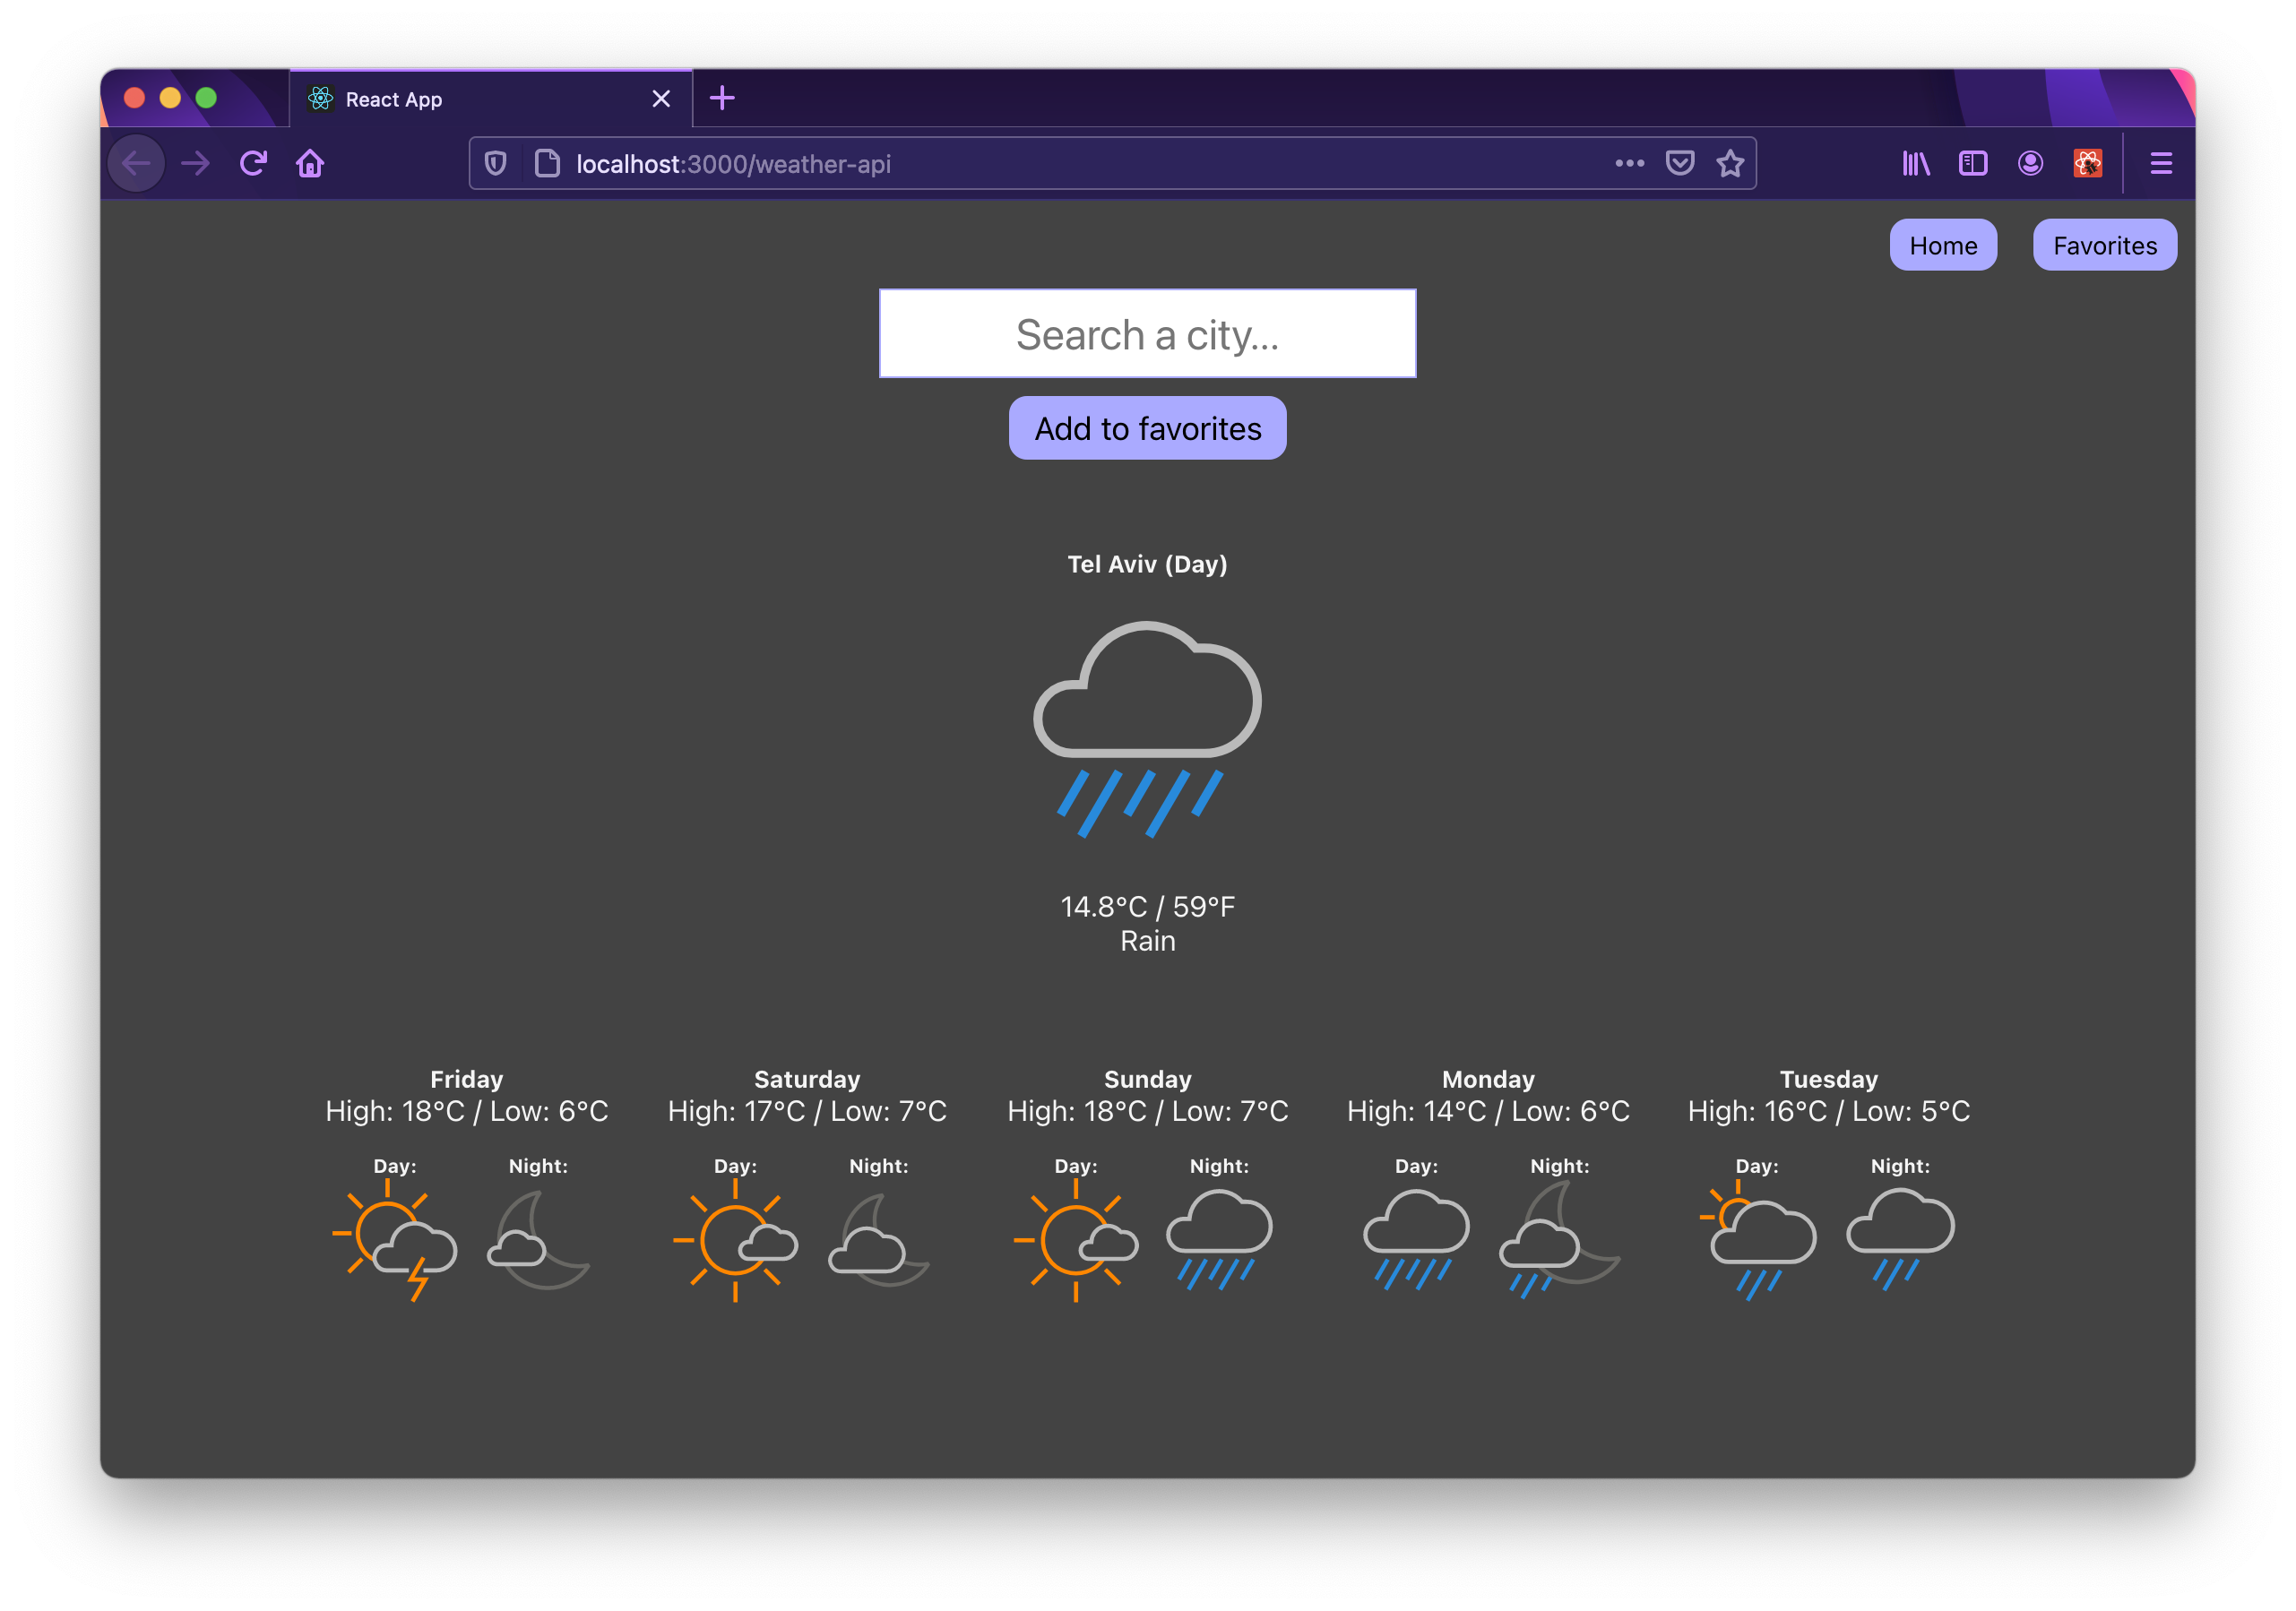 React App
localhost:3000/weather-api
Home
Favorites
Search a city...
Add to favorites
Tel Aviv (Day)
14.8°C / 59°F
Rain
Friday
High: 18°C / Low: 6°C
Day:
Night:
Saturday
High: 17°C / Low: 7°C
Day:
Night:
Sunday
High: 18°C / Low: 7°C
Day:
Night:
Monday
High: 14°C / Low: 6°C
Day:
Night:
Tuesday
High: 16°C / Low: 5°C
Day:
Night: